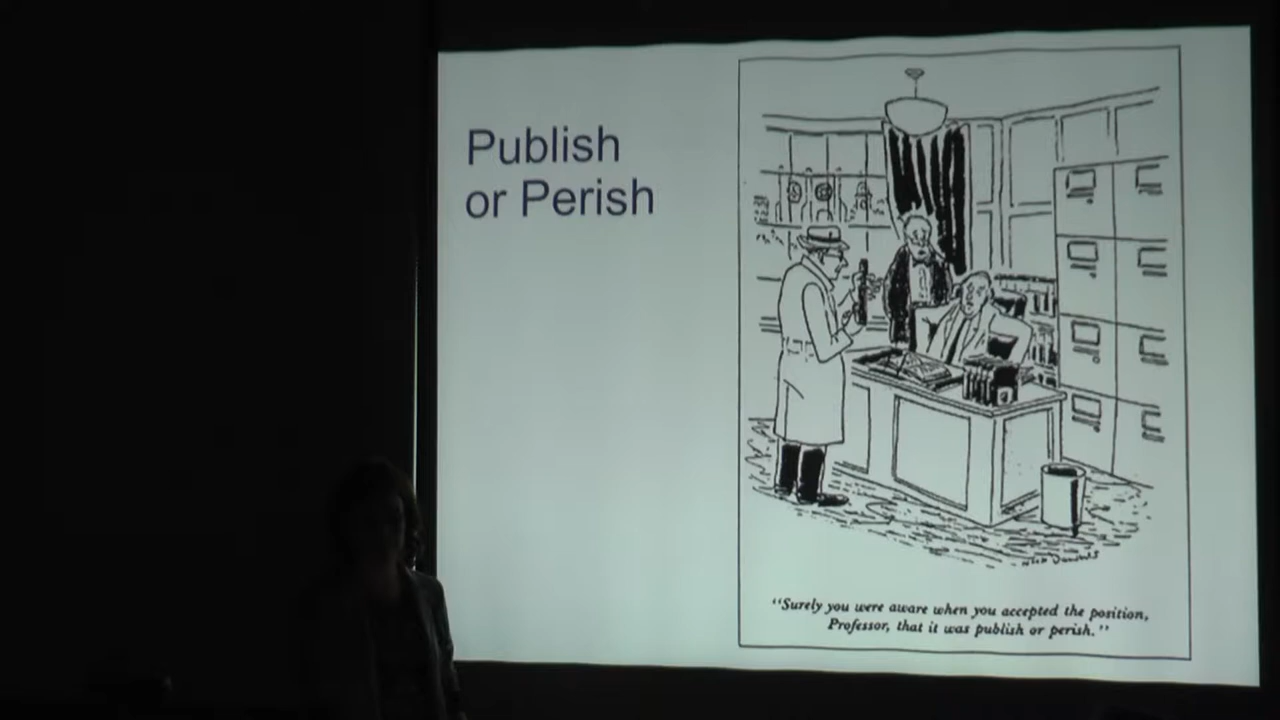 Publish
or Perish
"Surely you were aware when you accepted the position,
Professor, that it was publish or perish."